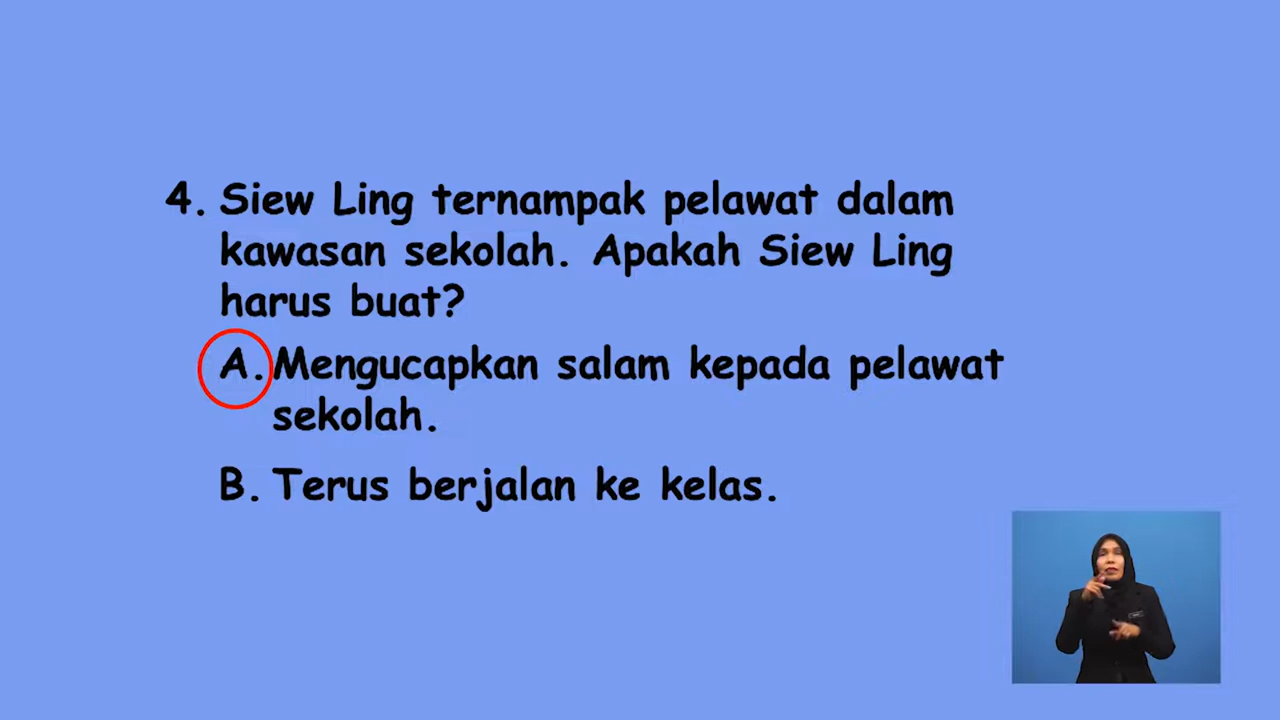 4. Siew Ling ternampak pelawat dalam
kawasan sekolah. Apakah Siew Ling
harus buat?
A. Mengucapkan salam kepada pelawat
sekolah.
B. Terus berjalan ke kelas.